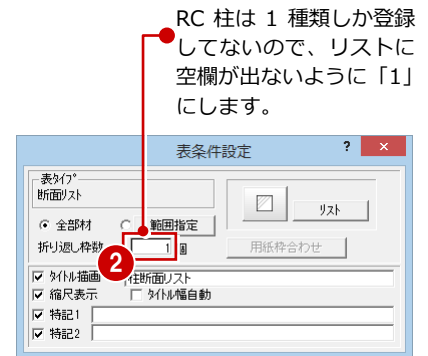 RC 柱は 1 種類しか登録
してないので、リストに
空欄が出ないように「1」
にします。
表条件設定 ? ×
表ﾀｲﾌﾟ
断面ﾘｽﾄ
全部材 範囲指定 ﾘｽﾄ
折り返し枠数 1 個 用紙枠合わせ
2
ﾀｲﾄﾙ描画 柱断面リスト
縮尺表示 ﾀｲﾄﾙ幅自動
特記1
特記2